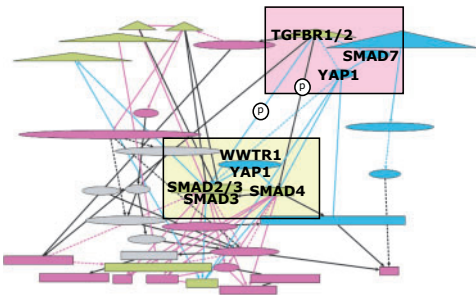 TGFBR1/2
SMAD7
YAP1
p
p
WWTR1
YAP1
SMAD2/3
SMAD4
SMAD3